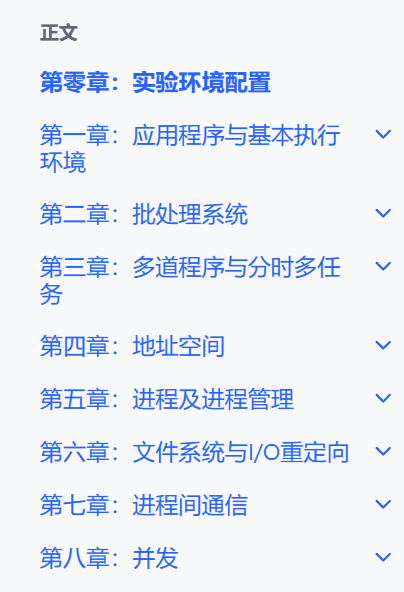 正文
第零章：实验环境配置
第一章：应用程序与基本执行
环境
第二章：批处理系统
第三章：多道程序与分时多任
务
第四章：地址空间
第五章：进程及进程管理
第六章：文件系统与I/O重定向
第七章：进程间通信
第八章：并发